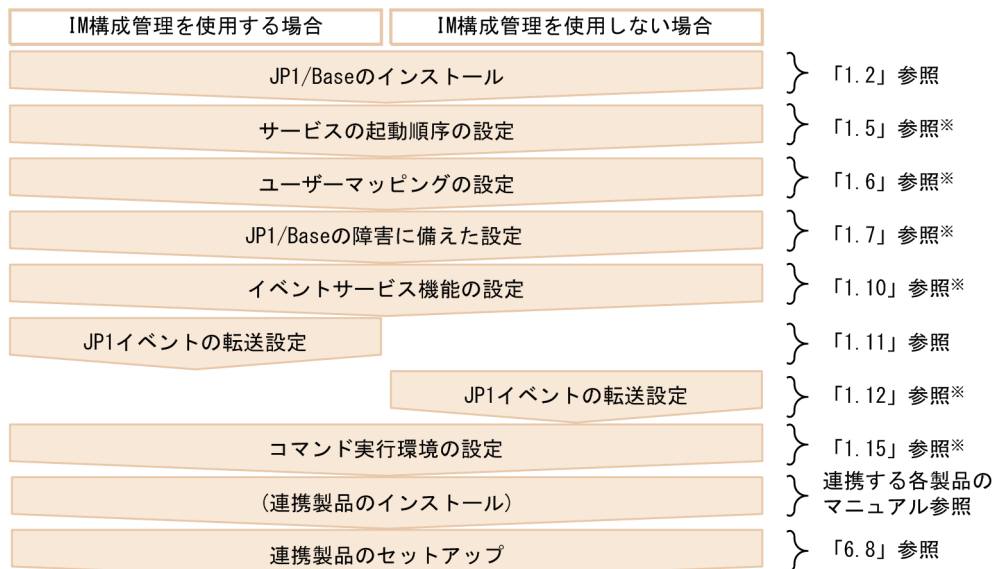 IM構成管理を使用する場合
IM構成管理を使用しない場合
JP1/Baseのインストール
「1.2」参照
サービスの起動順序の設定
「1.5」参照※
ユーザーマッピングの設定
「1.6」参照※
JP1/Baseの障害に備えた設定
「1.7」参照※
イベントサービス機能の設定
「1.10」参照※
JP1イベントの転送設定
「1.11」参照
JP1イベントの転送設定
「1.12」参照※
コマンド実行環境の設定
「1.15」参照※
(連携製品のインストール)
連携する各製品の
マニュアル参照
連携製品のセットアップ
「6.8」参照